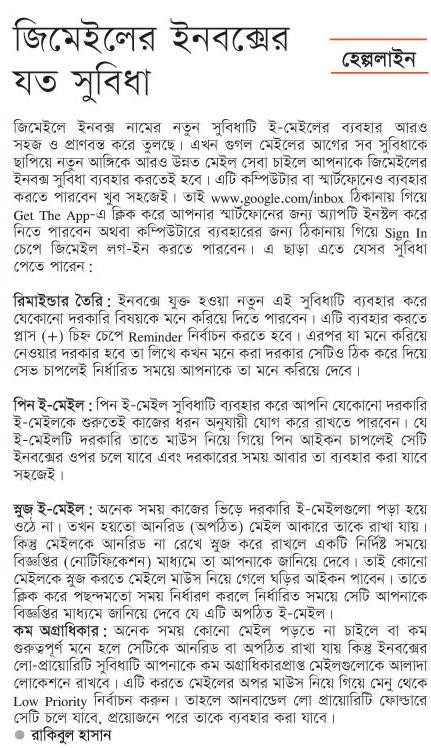 জিমেইলের ইনবক্সের
যত সুবিধা
হেল্পলাইন
জিমেইলে ইনবক্স নামের নতুন সুবিধাটি ই-মেইলের ব্যবহার আরও
সহজ ও প্রাণবন্ত করে তুলছে। এখন গুগল মেইলের আগের সব সুবিধাকে
ছাপিয়ে নতুন আঙ্গিকে আরও উন্নত মেইল সেবা চাইলে আপনাকে জিমেইলের
ইনবক্স সুবিধা ব্যবহার করতেই হবে। এটি কম্পিউটার বা স্মার্টফোনেও ব্যবহার
করতে পারবেন খুব সহজেই। তাই www.google.com/inbox ঠিকানায় গিয়ে
Get The App-এ ক্লিক করে আপনার স্মার্টফোনের জন্য অ্যাপটি ইনস্টল করে
নিতে পারবেন অথবা কম্পিউটারে ব্যবহারের জন্য ঠিকানায় গিয়ে Sign In
চেপে জিমেইল লগ-ইন করতে পারবেন। এ ছাড়া এতে যেসব সুবিধা
পেতে পারেন :
রিমাইন্ডার তৈরি : ইনবক্সে যুক্ত হওয়া নতুন এই সুবিধাটি ব্যবহার করে
যেকোনো দরকারি বিষয়কে মনে করিয়ে দিতে পারবেন। এটি ব্যবহার করতে
প্লাস (+) চিহ্ন চেপে Reminder নির্বাচন করতে হবে। এরপর যা মনে করিয়ে
নেওয়ার দরকার হবে তা লিখে কখন মনে করা দরকার সেটিও ঠিক করে দিয়ে
সেভ চাপলেই নির্ধারিত সময়ে আপনাকে তা মনে করিয়ে দেবে।
পিন ই-মেইল : পিন ই-মেইল সুবিধাটি ব্যবহার করে আপনি যেকোনো দরকারি
ই-মেইলকে শুরুতেই কাজের ধরন অনুযায়ী যোগ করে রাখতে পারবেন। যে
ই-মেইলটি দরকারি তাতে মাউস নিয়ে গিয়ে পিন আইকন চাপলেই সেটি
ইনবক্সের ওপর চলে যাবে এবং দরকারের সময় আবার তা ব্যবহার করা যাবে
সহজেই।
স্নুজ ই-মেইল : অনেক সময় কাজের ভিড়ে দরকারি ই-মেইলগুলো পড়া হয়ে
ওঠে না। তখন হয়তো আনরিড (অপঠিত) মেইল আকারে তাকে রাখা যায়।
কিন্তু মেইলকে আনরিড না রেখে স্নুজ করে রাখলে একটি নির্দিষ্ট সময়ে
বিজ্ঞপ্তির (নোটিফিকেশন) মাধ্যমে তা আপনাকে জানিয়ে দেবে। তাই কোনো
মেইলকে স্নুজ করতে মেইলে মাউস নিয়ে গেলে ঘড়ির আইকন পাবেন। তাতে
ক্লিক করে পছন্দমতো সময় নির্ধারণ করলে নির্ধারিত সময়ে সেটি আপনাকে
বিজ্ঞপ্তির মাধ্যমে জানিয়ে দেবে যে এটি অপঠিত ই-মেইল।
কম অগ্রাধিকার : অনেক সময় কোনো মেইল পড়তে না চাইলে বা কম
গুরুত্বপূর্ণ মনে হলে সেটিকে আনরিড বা অপঠিত রাখা যায় কিন্তু ইনবক্সের
লো-প্রায়োরিটি সুবিধাটি আপনাকে কম অগ্রাধিকারপ্রাপ্ত মেইলগুলোকে আলাদা
লোকেশনে রাখবে। এটি করতে মেইলের অপর মাউস নিয়ে গিয়ে মেনু থেকে
Low Priority নির্বাচন করুন। তাহলে আনবান্ডেল লো প্রায়োরিটি ফোল্ডারে
সেটি চলে যাবে, প্রয়োজনে পরে তাকে ব্যবহার করা যাবে।
● রাকিবুল হাসান